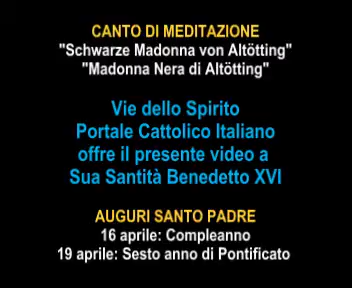 CANTO DI MEDITAZIONE
"Schwarze Madonna von Altötting"
"Madonna Nera di Altötting"
Vie dello Spirito
Portale Cattolico Italiano
offre il presente video a
Sua Santità Benedetto XVI
AUGURI SANTO PADRE
16 aprile: Compleanno
19 aprile: Sesto anno di Pontificato